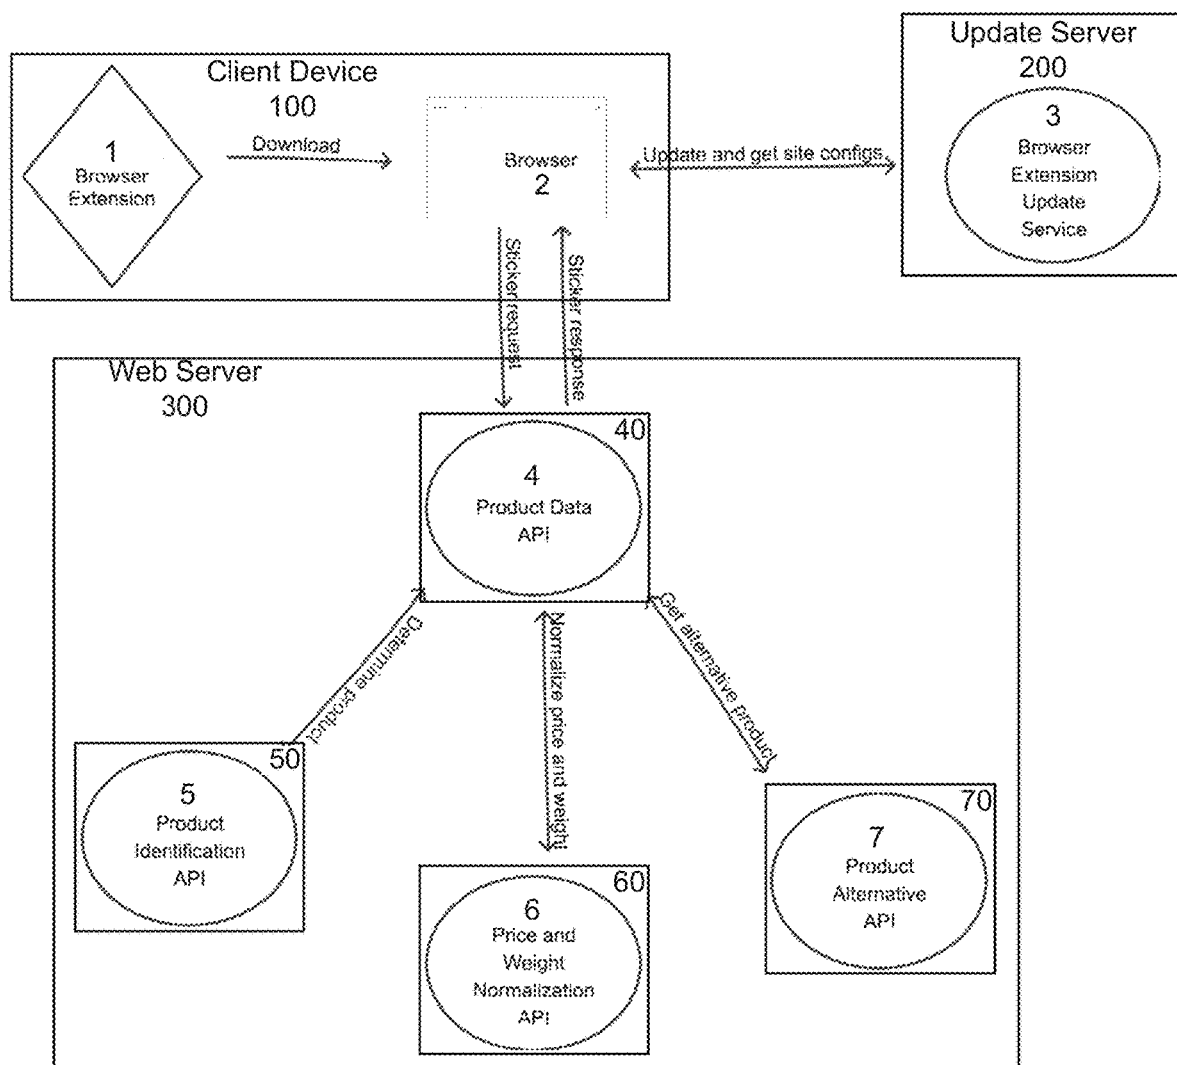 Update Server
200
3
Browser
Extension
Update
Service
Client Device
100
1
Browser
Extension
Download
Browser
2
Update and get site configs
Sticker request
Sticker response
Web Server
300
40
4
Product Data
API
Determine product
Normalize price and weight
Get alternative product
50
5
Product
Identification
API
60
6
Price and
Weight
Normalization
API
70
7
Product
Alternative
API